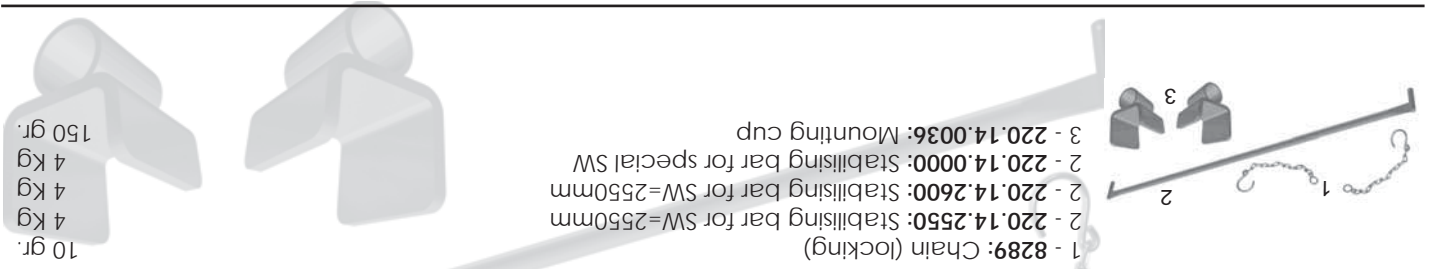 1 - 8289: Chain (locking) 10 gr.
2 - 220.14.2550: Stabilising bar for SW=2550mm 4 Kg
2 - 220.14.2600: Stabilising bar for SW=2550mm 4 Kg
2 - 220.14.0000: Stabilising bar for special SW 4 Kg
3 - 220.14.0036: Mounting cup 150 gr.
1
2
3